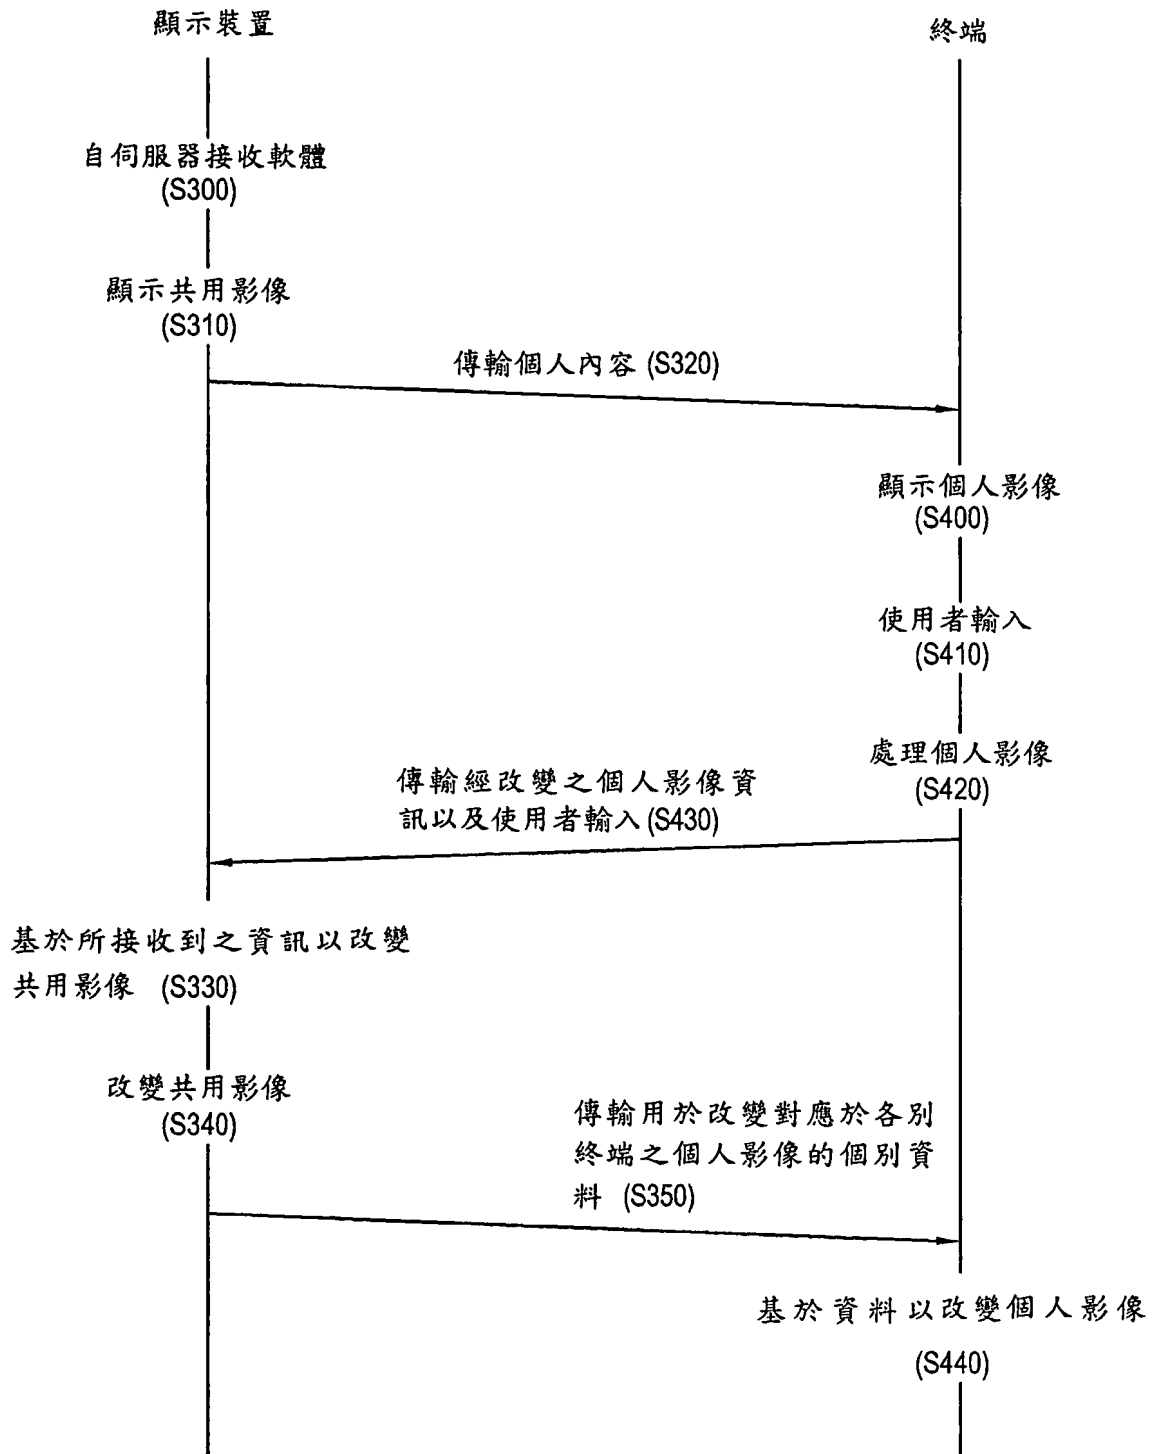 顯示裝置
終端
自伺服器接收軟體
(S300)
顯示共用影像
(S310)
傳輸個人內容 (S320)
顯示個人影像
(S400)
使用者輸入
(S410)
處理個人影像
(S420)
傳輸經改變之個人影像資
訊以及使用者輸入(S430)
基於所接收到之資訊以改變
共用影像 (S330)
改變共用影像
(S340)
傳輸用於改變對應於各別
終端之個人影像的個別資
料 (S350)
基於資料以改變個人影像
(S440)